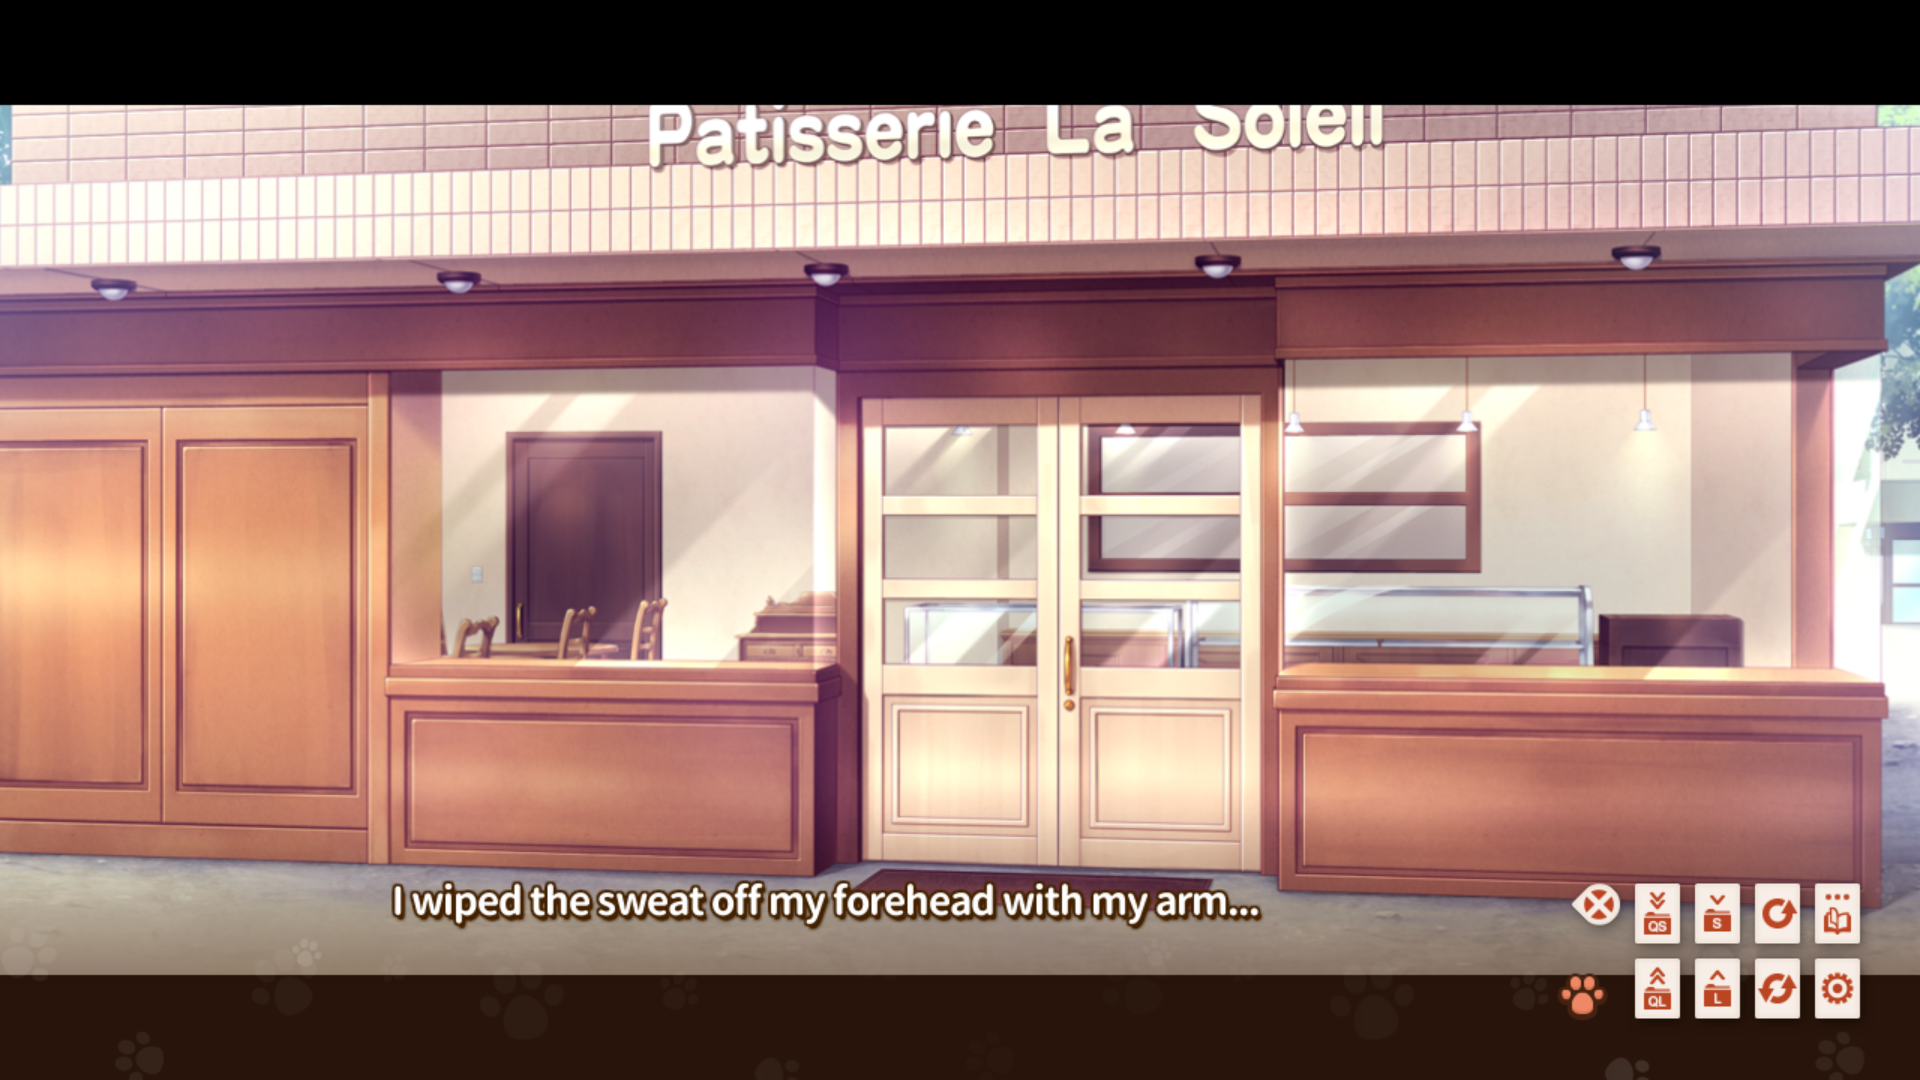 Patisserie La Soleil
I wiped the sweat off my forehead with my arm...
QS
S
QL
L